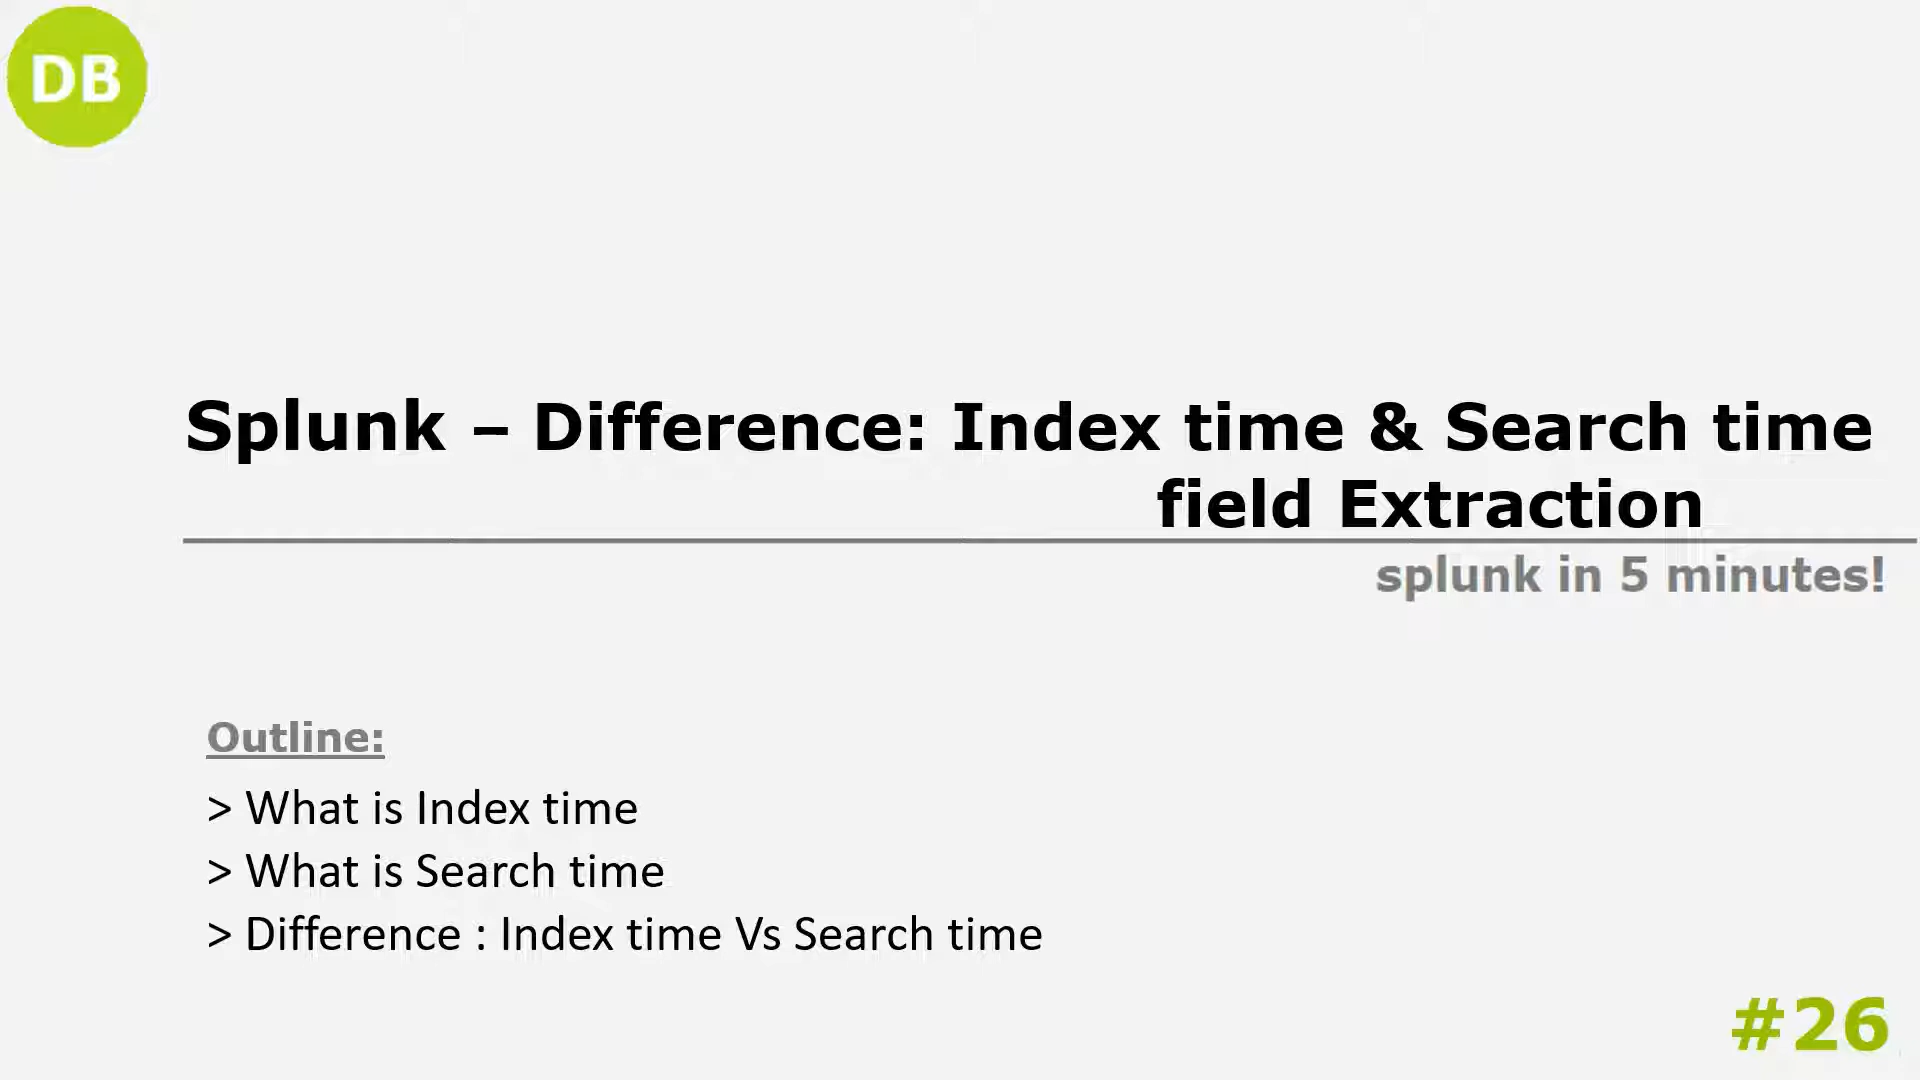 DB
Splunk – Difference: Index time & Search time
field Extraction
splunk in 5 minutes!
Outline:
> What is Index time
> What is Search time
> Difference : Index time Vs Search time
#26